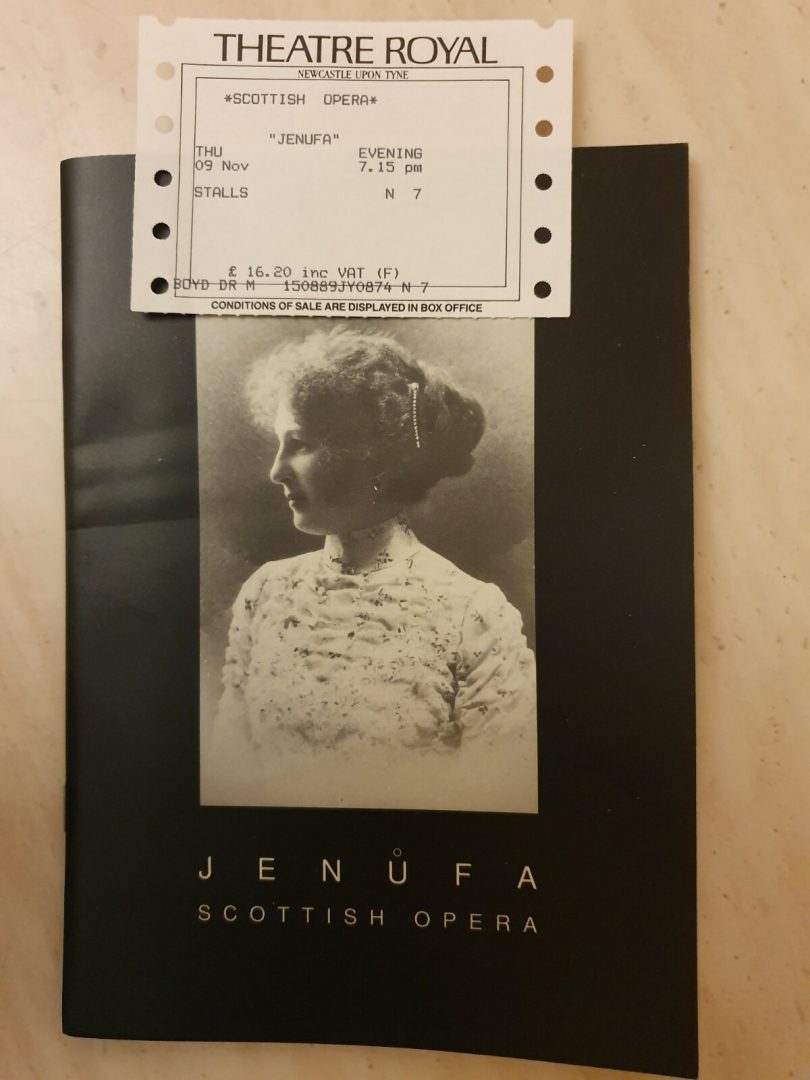 THEATRE ROYAL
NEWCASTLE UPON TYNE
*SCOTTISH OPERA*
"JENUFA"
THU EVENING
09 Nov 7.15 pm
STALLS N 7
£ 16.20 inc VAT (F)
BOYD DR M 150889JY0874 N 7
CONDITIONS OF SALE ARE DISPLAYED IN BOX OFFICE
JENŮFA
SCOTTISH OPERA